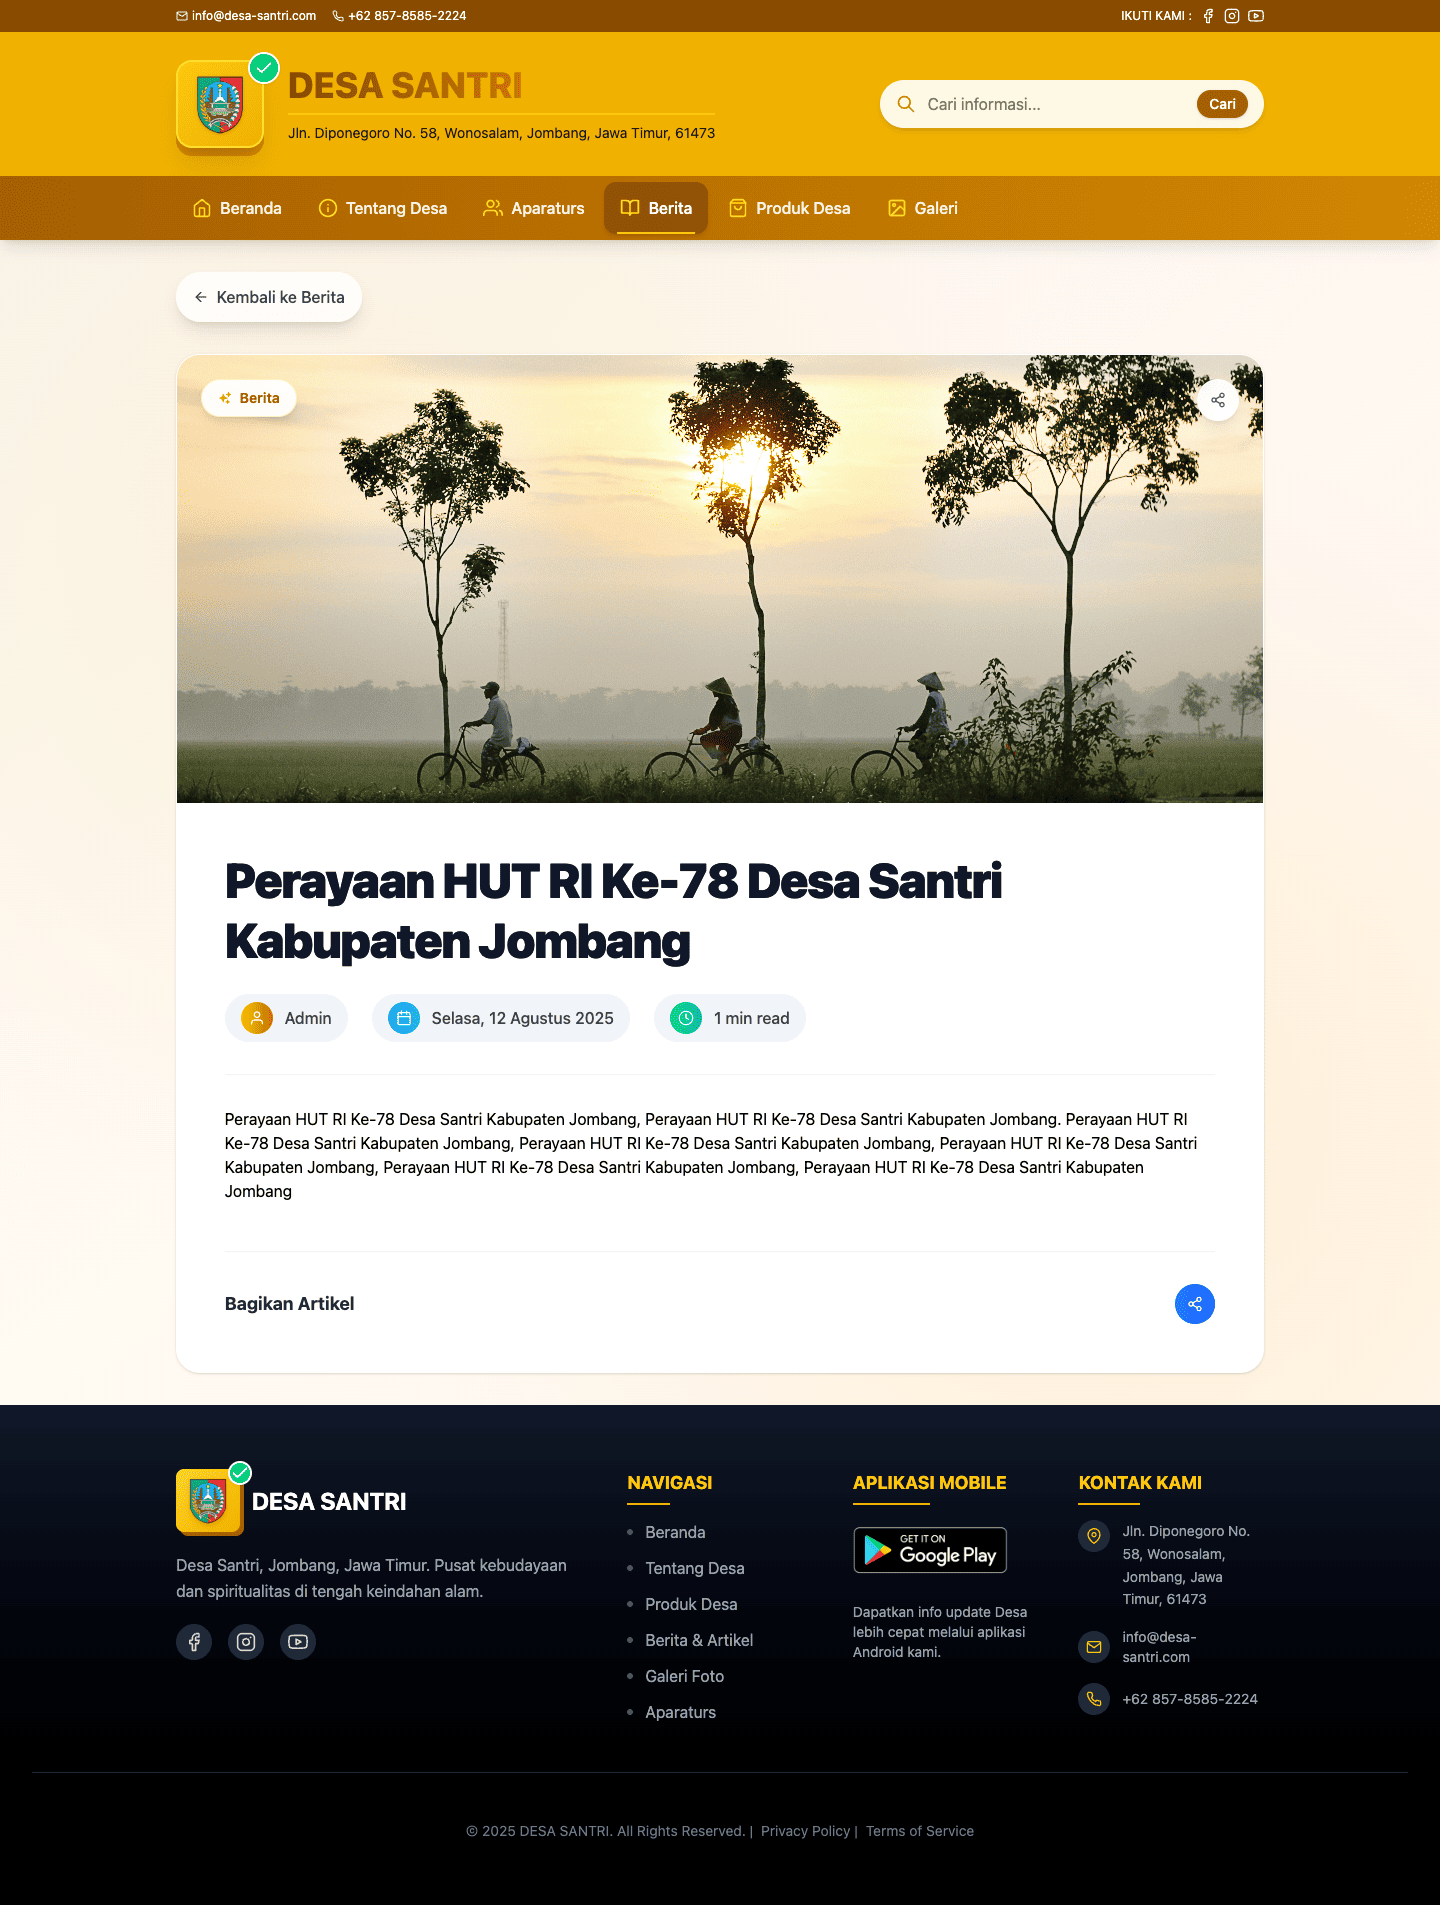 info@desa-santri.com
+62 857-8585-2224
IKUTI KAMI :
DESA SANTRI
Jln. Diponegoro No. 58, Wonosalam, Jombang, Jawa Timur, 61473
Cari informasi...
Cari
Beranda
Tentang Desa
Aparaturs
Berita
Produk Desa
Galeri
Kembali ke Berita
Berita
Perayaan HUT RI Ke-78 Desa Santri
Kabupaten Jombang
Admin
Selasa, 12 Agustus 2025
1 min read
Perayaan HUT RI Ke-78 Desa Santri Kabupaten Jombang, Perayaan HUT RI Ke-78 Desa Santri Kabupaten Jombang. Perayaan HUT RI
Ke-78 Desa Santri Kabupaten Jombang, Perayaan HUT RI Ke-78 Desa Santri Kabupaten Jombang, Perayaan HUT RI Ke-78 Desa Santri
Kabupaten Jombang, Perayaan HUT RI Ke-78 Desa Santri Kabupaten Jombang, Perayaan HUT RI Ke-78 Desa Santri Kabupaten
Jombang
Bagikan Artikel
DESA SANTRI
Desa Santri, Jombang, Jawa Timur. Pusat kebudayaan
dan spiritualitas di tengah keindahan alam.
NAVIGASI
Beranda
Tentang Desa
Produk Desa
Berita & Artikel
Galeri Foto
Aparaturs
APLIKASI MOBILE
GET IT ON
Google Play
Dapatkan info update Desa
lebih cepat melalui aplikasi
Android kami.
KONTAK KAMI
Jln. Diponegoro No.
58, Wonosalam,
Jombang, Jawa
Timur, 61473
info@desa-
santri.com
+62 857-8585-2224
© 2025 DESA SANTRI. All Rights Reserved. | Privacy Policy | Terms of Service